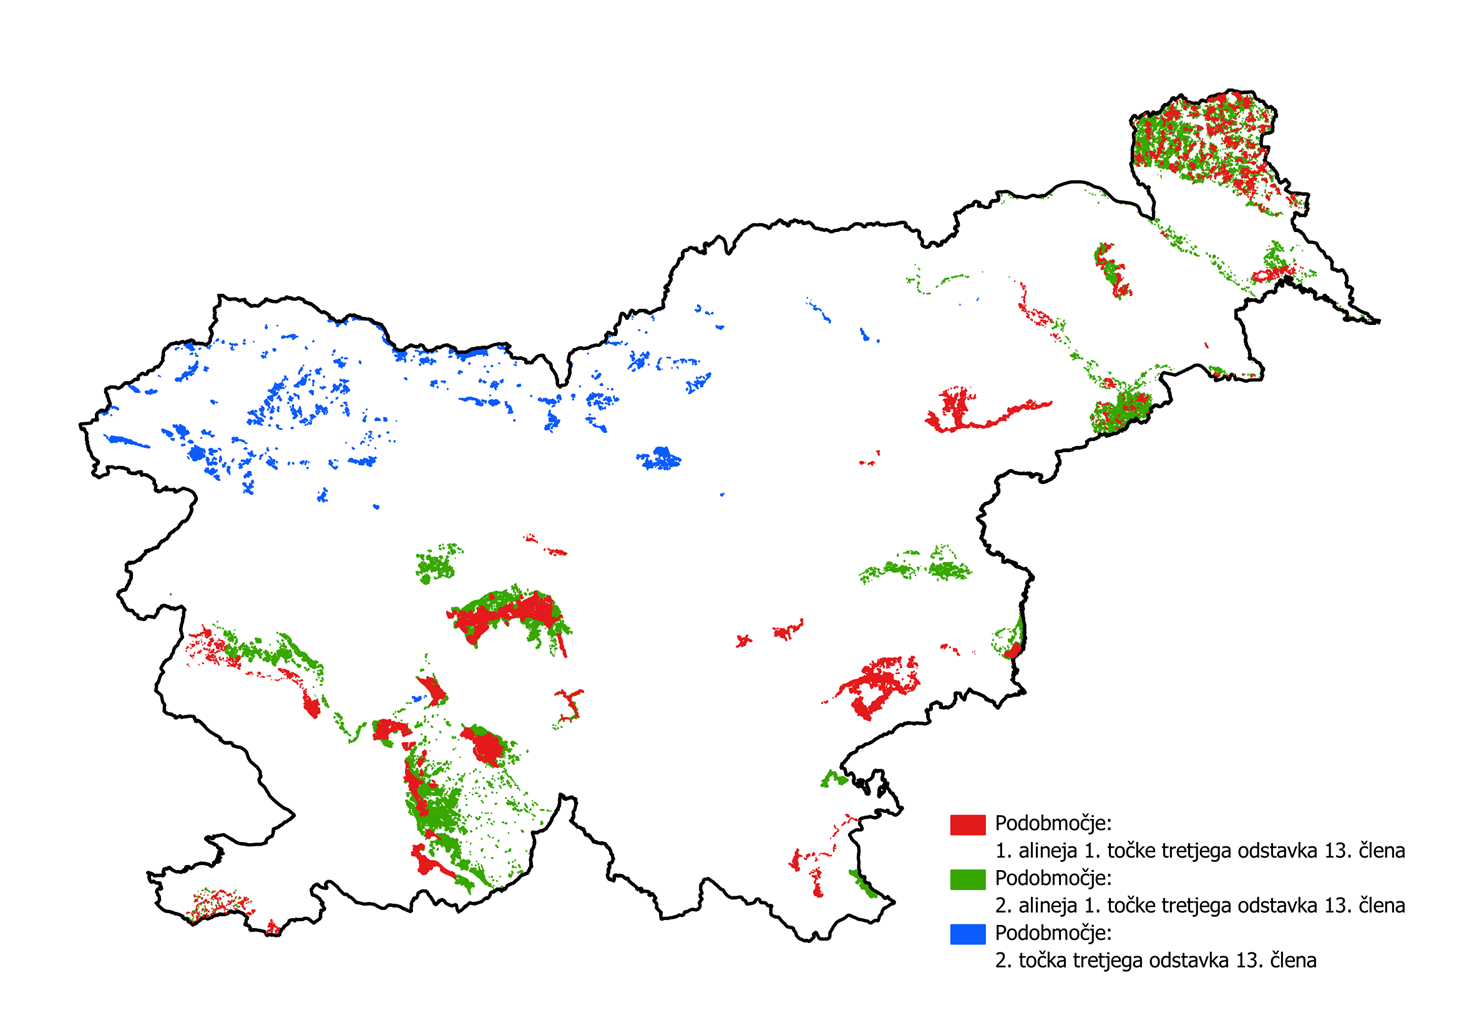 Podobmočje:
1. alineja 1. točke tretjega odstavka 13. člena
Podobmočje:
2. alineja 1. točke tretjega odstavka 13. člena
Podobmočje:
2. točka tretjega odstavka 13. člena